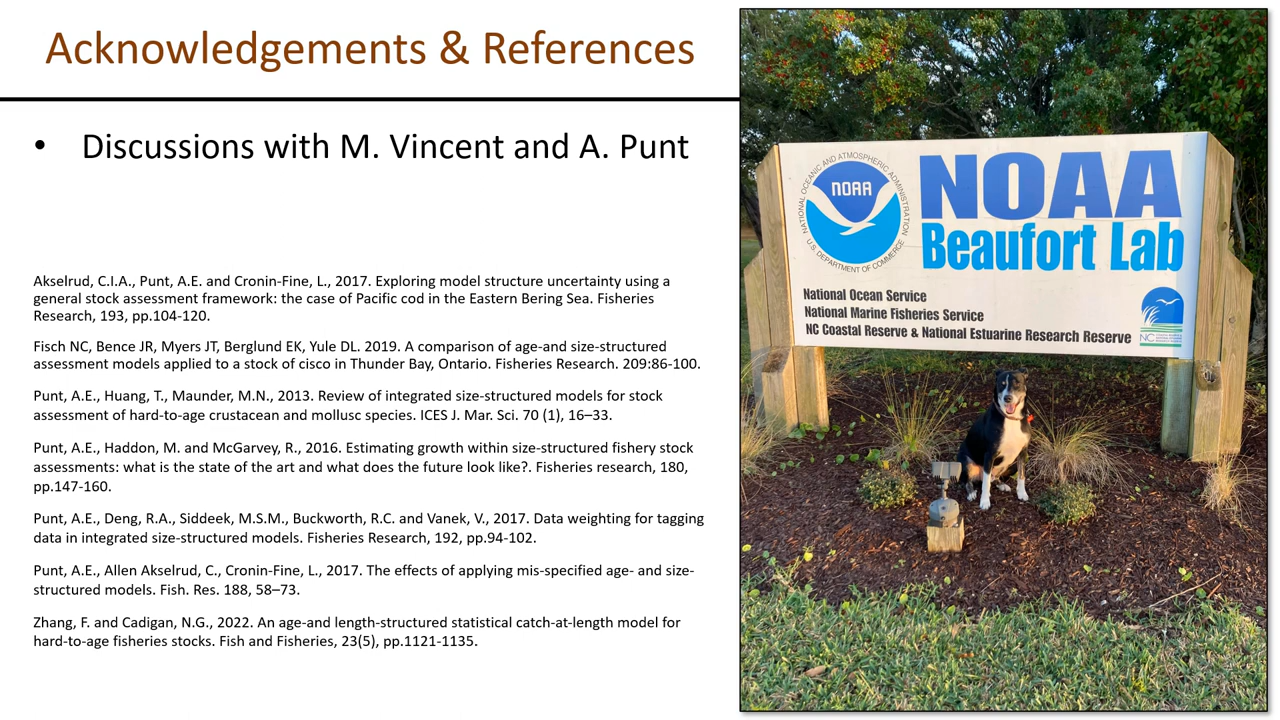 Acknowledgements & References
• Discussions with M. Vincent and A. Punt
Akselrud, C.I.A., Punt, A.E. and Cronin-Fine, L., 2017. Exploring model structure uncertainty using a
general stock assessment framework: the case of Pacific cod in the Eastern Bering Sea. Fisheries
Research, 193, pp.104-120.
Fisch NC, Bence JR, Myers JT, Berglund EK, Yule DL. 2019. A comparison of age-and size-structured
assessment models applied to a stock of cisco in Thunder Bay, Ontario. Fisheries Research. 209:86-100.
Punt, A.E., Huang, T., Maunder, M.N., 2013. Review of integrated size-structured models for stock
assessment of hard-to-age crustacean and mollusc species. ICES J. Mar. Sci. 70 (1), 16–33.
Punt, A.E., Haddon, M. and McGarvey, R., 2016. Estimating growth within size-structured fishery stock
assessments: what is the state of the art and what does the future look like?. Fisheries research, 180,
pp.147-160.
Punt, A.E., Deng, R.A., Siddeek, M.S.M., Buckworth, R.C. and Vanek, V., 2017. Data weighting for tagging
data in integrated size-structured models. Fisheries Research, 192, pp.94-102.
Punt, A.E., Allen Akselrud, C., Cronin-Fine, L., 2017. The effects of applying mis-specified age- and size-
structured models. Fish. Res. 188, 58–73.
Zhang, F. and Cadigan, N.G., 2022. An age-and length-structured statistical catch-at-length model for
hard-to-age fisheries stocks. Fish and Fisheries, 23(5), pp.1121-1135.
NATIONAL OCEANIC AND ATMOSPHERIC ADMINISTRATION
NOAA
U.S. DEPARTMENT OF COMMERCE
NOAA
Beaufort Lab
National Ocean Service
National Marine Fisheries Service
NC Coastal Reserve & National Estuarine Research Reserve
NC